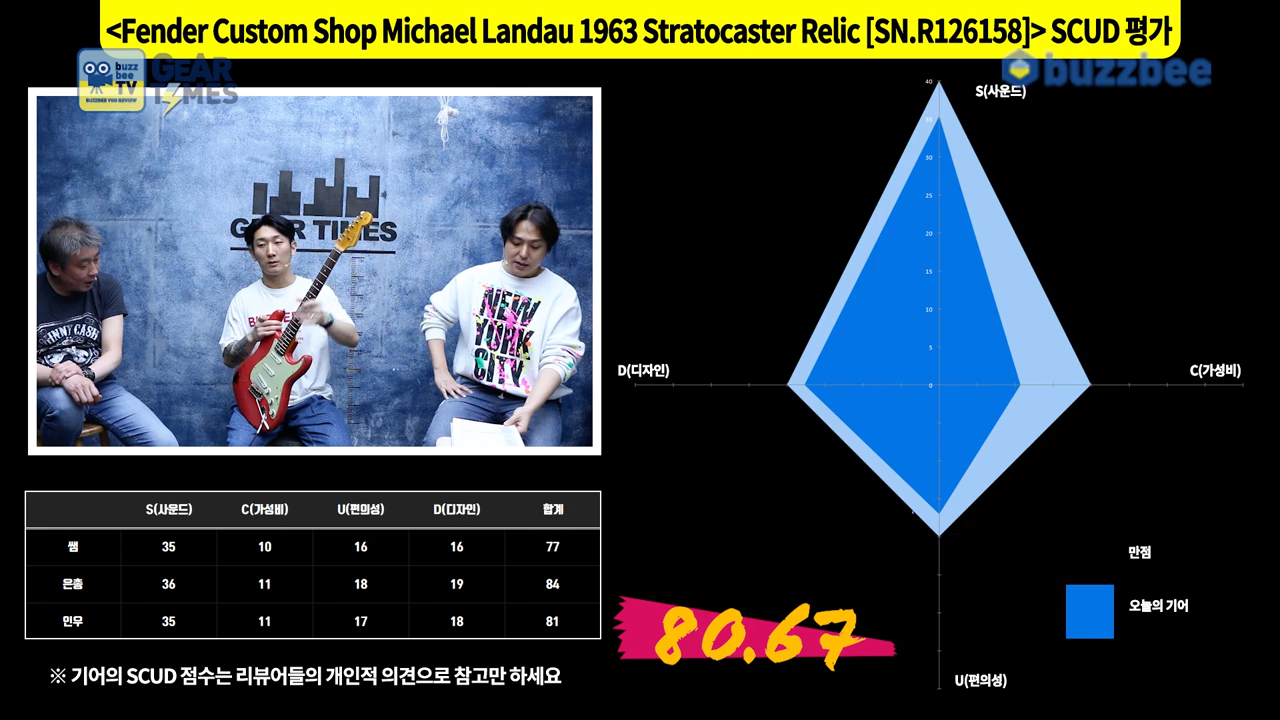 <Fender Custom Shop Michael Landau 1963 Stratocaster Relic [SN.R126158]> SCUD 평가
buzz
bee
TV
BUZZBEE YOU REVIEW
GEAR
TIMES
buzzbee
GEAR TIMES
JOHNNY CASH
NEW
YORK
CITY
S(사운드)
40
35
30
25
20
15
10
5
0
D(디자인)
C(가성비)
U(편의성)
만점
오늘의 기어
S(사운드) C(가성비) U(편의성) D(디자인) 합계
쌤 35 10 16 16 77
은총 36 11 18 19 84
민우 35 11 17 18 81
80.67
※ 기어의 SCUD 점수는 리뷰어들의 개인적 의견으로 참고만 하세요